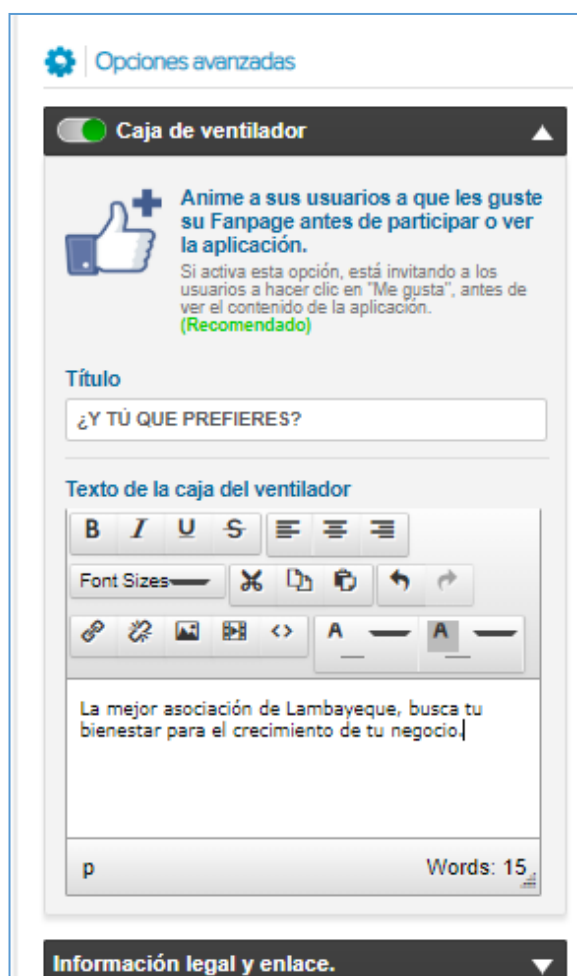 Opciones avanzadas
Caja de ventilador
Anime a sus usuarios a que les guste
su Fanpage antes de participar o ver
la aplicación.
Si activa esta opción, está invitando a los
usuarios a hacer clic en "Me gusta", antes de
ver el contenido de la aplicación.
(Recomendado)
Título
¿Y TÚ QUE PREFIERES?
Texto de la caja del ventilador
B I U S
Font Sizes
A A
La mejor asociación de Lambayeque, busca tu
bienestar para el crecimiento de tu negocio.
p Words: 15
Información legal y enlace.